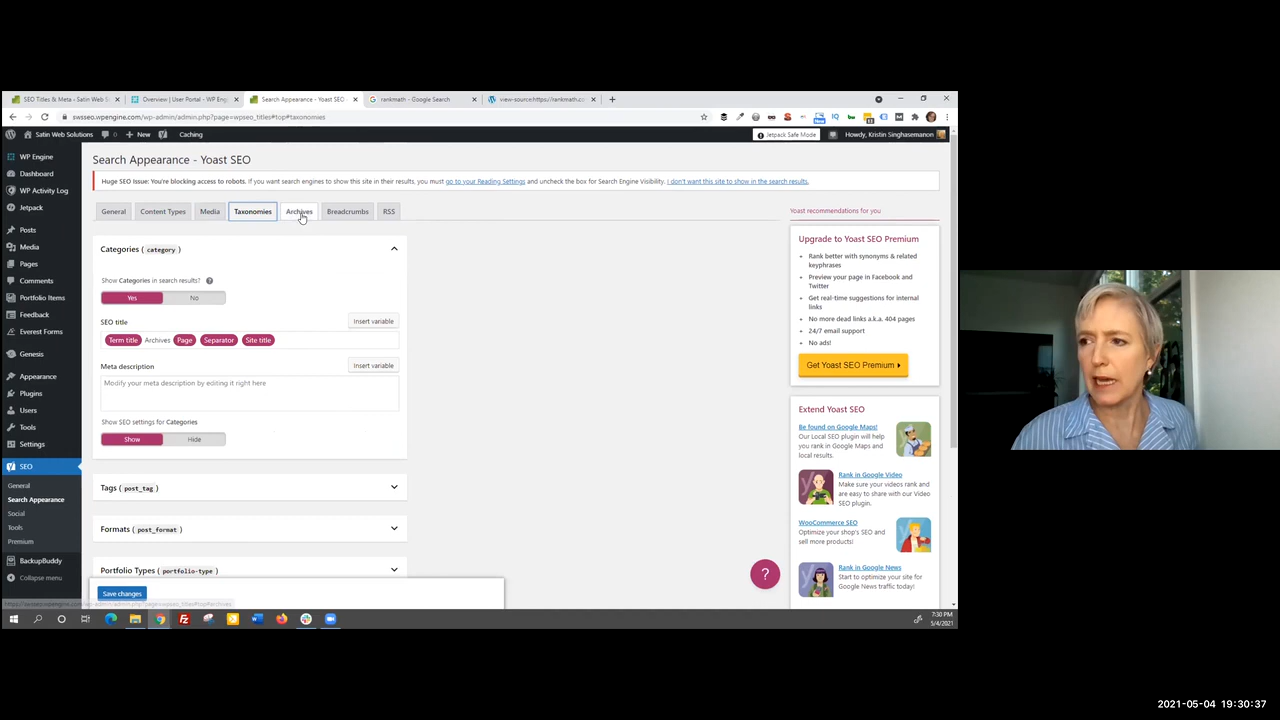 SEO Titles & Meta - Satin Web S
Overview | User Portal - WP Eng
Search Appearance - Yoast SEO
rankmath - Google Search
view-source:https://rankmath.co
swsseo.wpengine.com/wp-admin/admin.php?page=wpseo_titles#top#taxonomies
Satin Web Solutions
0
+ New
Caching
Jetpack Safe Mode
Howdy, Kristin Singhasemanon
WP Engine
Dashboard
WP Activity Log
Jetpack
Posts
Media
Pages
Comments
Portfolio Items
Feedback
Everest Forms
Genesis
Appearance
Plugins
Users
Tools
Settings
SEO
General
Search Appearance
Social
Tools
Premium
BackupBuddy
Collapse menu
Search Appearance - Yoast SEO
Huge SEO Issue: You're blocking access to robots. If you want search engines to show this site in their results, you must go to your Reading Settings and uncheck the box for Search Engine Visibility. I don't want this site to show in the search results.
General
Content Types
Media
Taxonomies
Archives
Breadcrumbs
RSS
Categories ( category )
Show Categories in search results?
Yes
No
SEO title
Insert variable
Term title Archives Page Separator Site title
Meta description
Insert variable
Modify your meta description by editing it right here
Show SEO settings for Categories
Show
Hide
Tags ( post_tag )
Formats ( post_format )
Portfolio Types ( portfolio-type )
Save changes
https://swsseo.wpengine.com/wp-admin/admin.php?page=wpseo_titles#top#archives
Yoast recommendations for you
Upgrade to Yoast SEO Premium
+ Rank better with synonyms & related
keyphrases
+ Preview your page in Facebook and
Twitter
+ Get real-time suggestions for internal
links
+ No more dead links a.k.a. 404 pages
+ 24/7 email support
+ No ads!
Get Yoast SEO Premium
Extend Yoast SEO
Be found on Google Maps!
Our Local SEO plugin will help
you rank in Google Maps and
local results.
Rank in Google Video
Make sure your videos rank and
are easy to share with our Video
SEO plugin.
WooCommerce SEO
Optimize your shop's SEO and
sell more products!
Rank in Google News
Start to optimize your site for
Google News traffic today!
?
7:30 PM
5/4/2021
2021-05-04 19:30:37